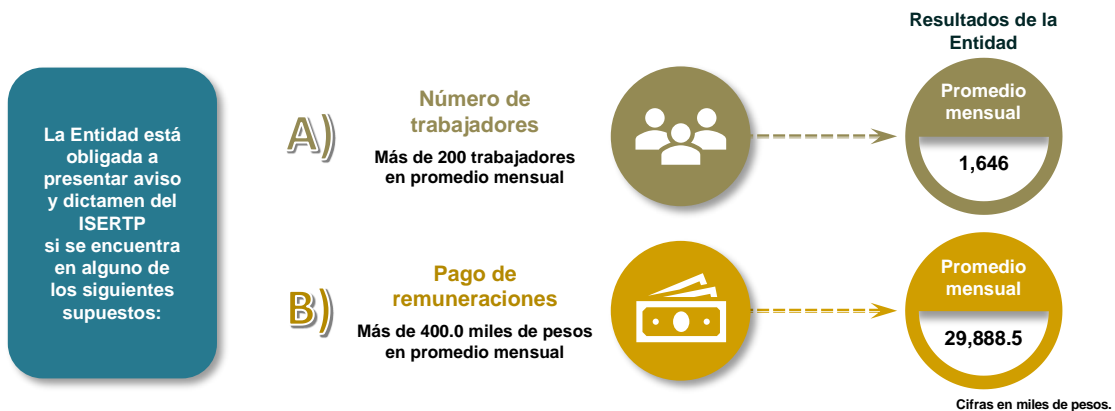 La Entidad está
obligada a
presentar aviso
y dictamen del
ISERTP
si se encuentra
en alguno de
los siguientes
supuestos:
A)
Número de
trabajadores
Más de 200 trabajadores
en promedio mensual
Resultados de la
Entidad
Promedio
mensual
1,646
B)
Pago de
remuneraciones
Más de 400.0 miles de pesos
en promedio mensual
Promedio
mensual
29,888.5
Cifras en miles de pesos.